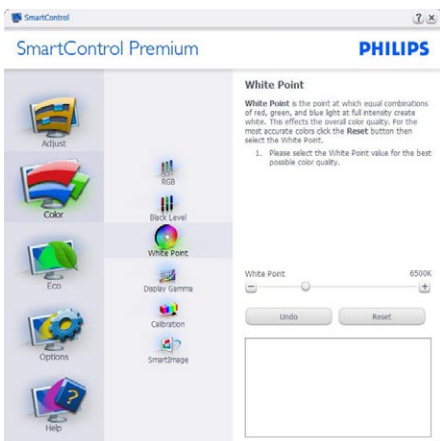 SmartControl
SmartControl Premium
PHILIPS
Adjust
Color
Eco
Options
Help
RGB
Black Level
White Point
Display Gamma
Calibration
SmartImage
White Point
White Point is the point at which equal combinations
of red, green, and blue light at full intensity create
white. This effects the overall color quality. For the
most accurate colors click the Reset button then
select the White Point.
1. Please select the White Point value for the best
possible color quality.
White Point 6500K
Undo Reset